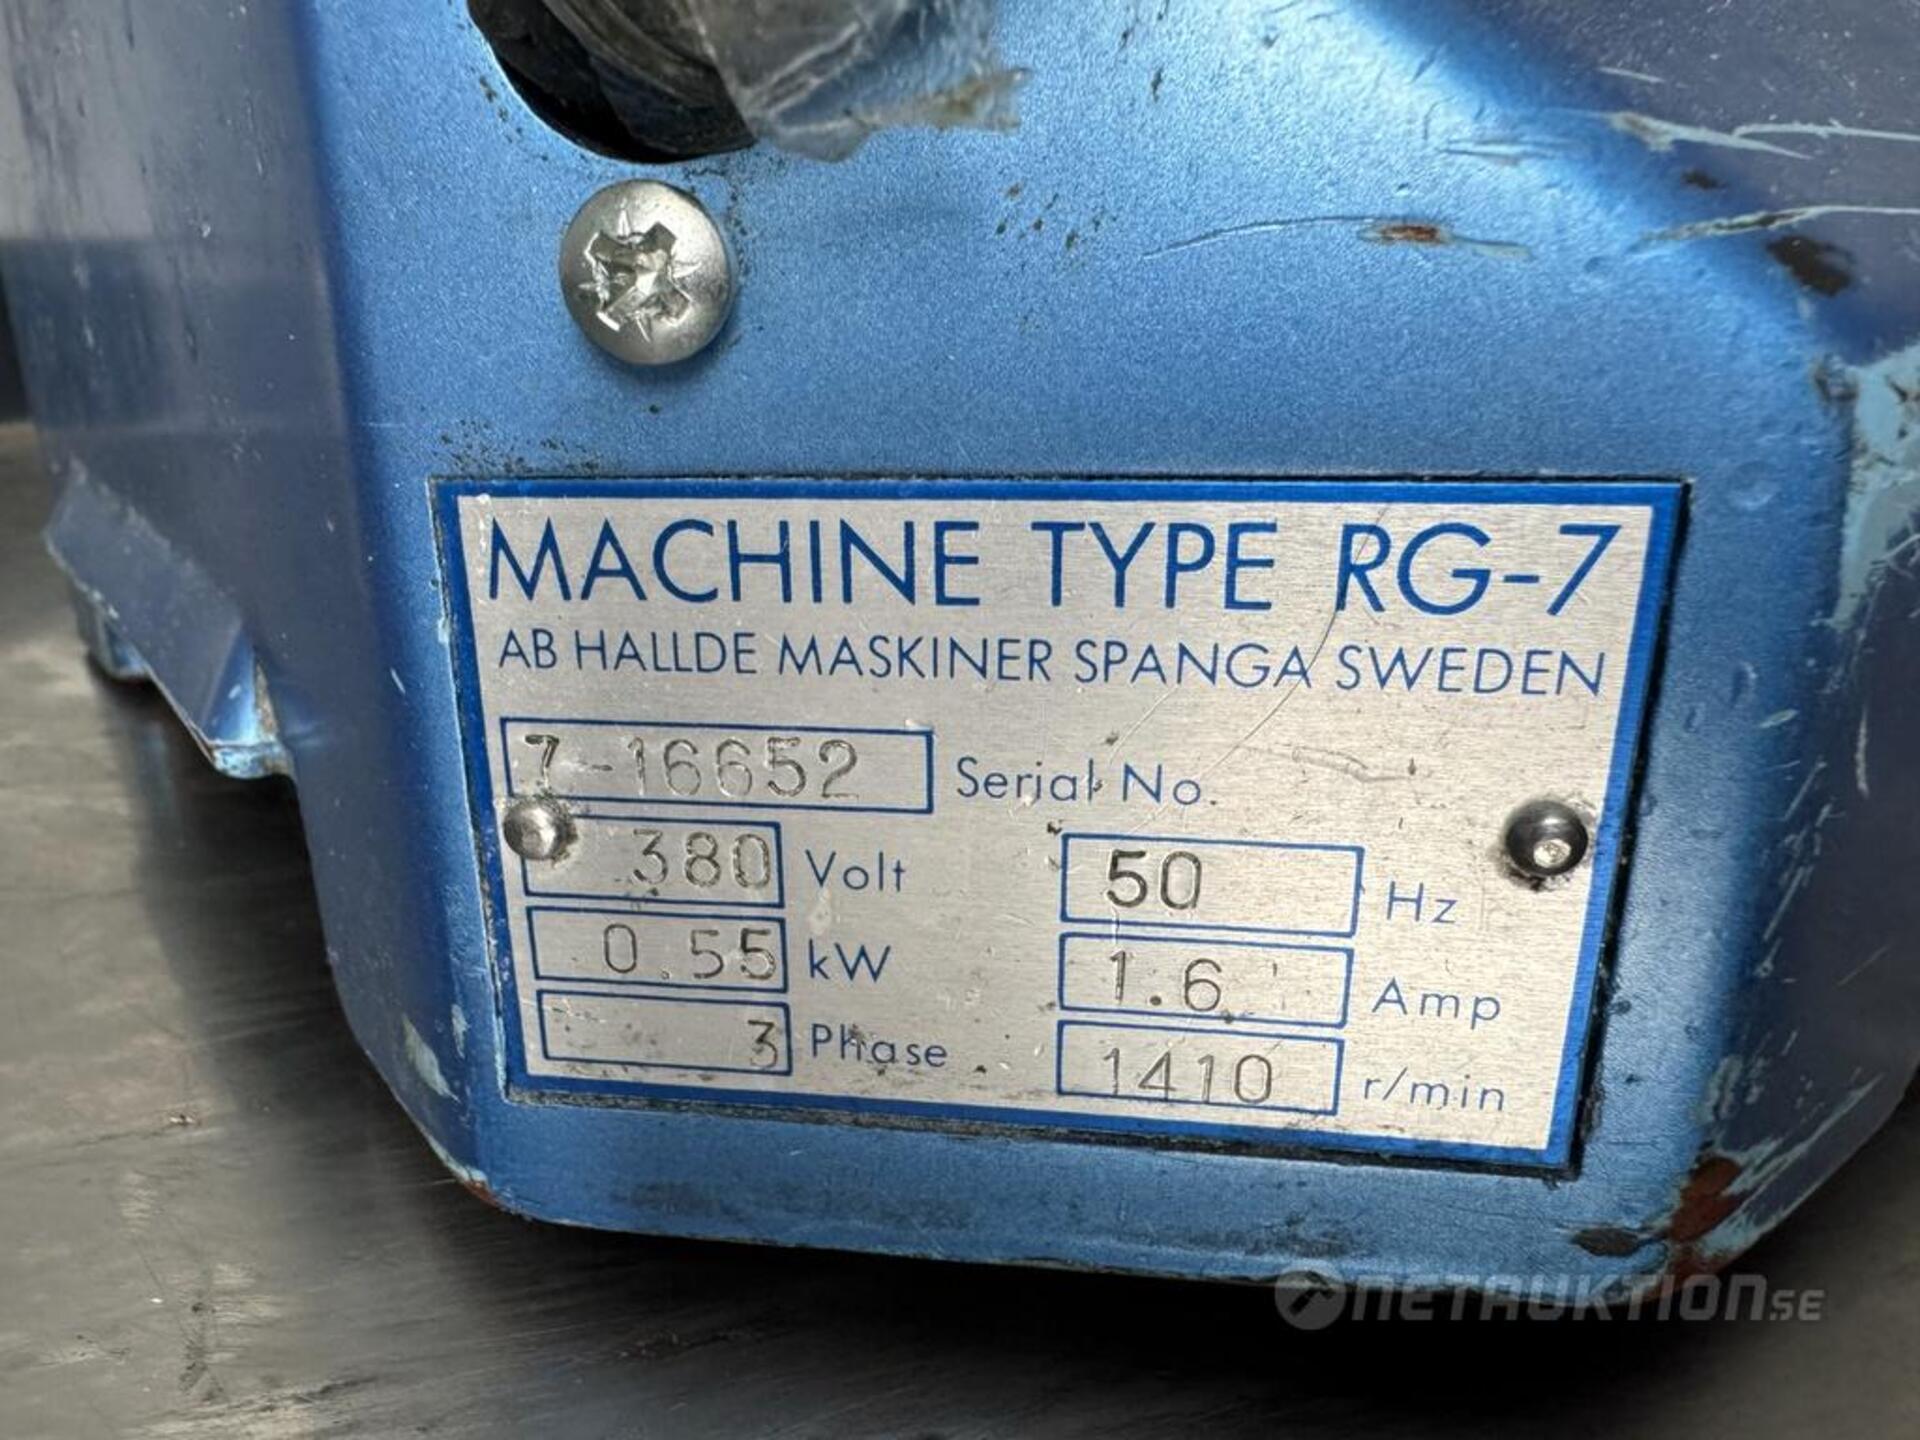 MACHINE TYPE RG-7
AB HALLDE MASKINER SPANGA SWEDEN
7-16652 Serial No.
380 Volt 50 Hz
0.55 kW 1.6 Amp
3 Phase 1410 r/min
NETAUKTION.SE